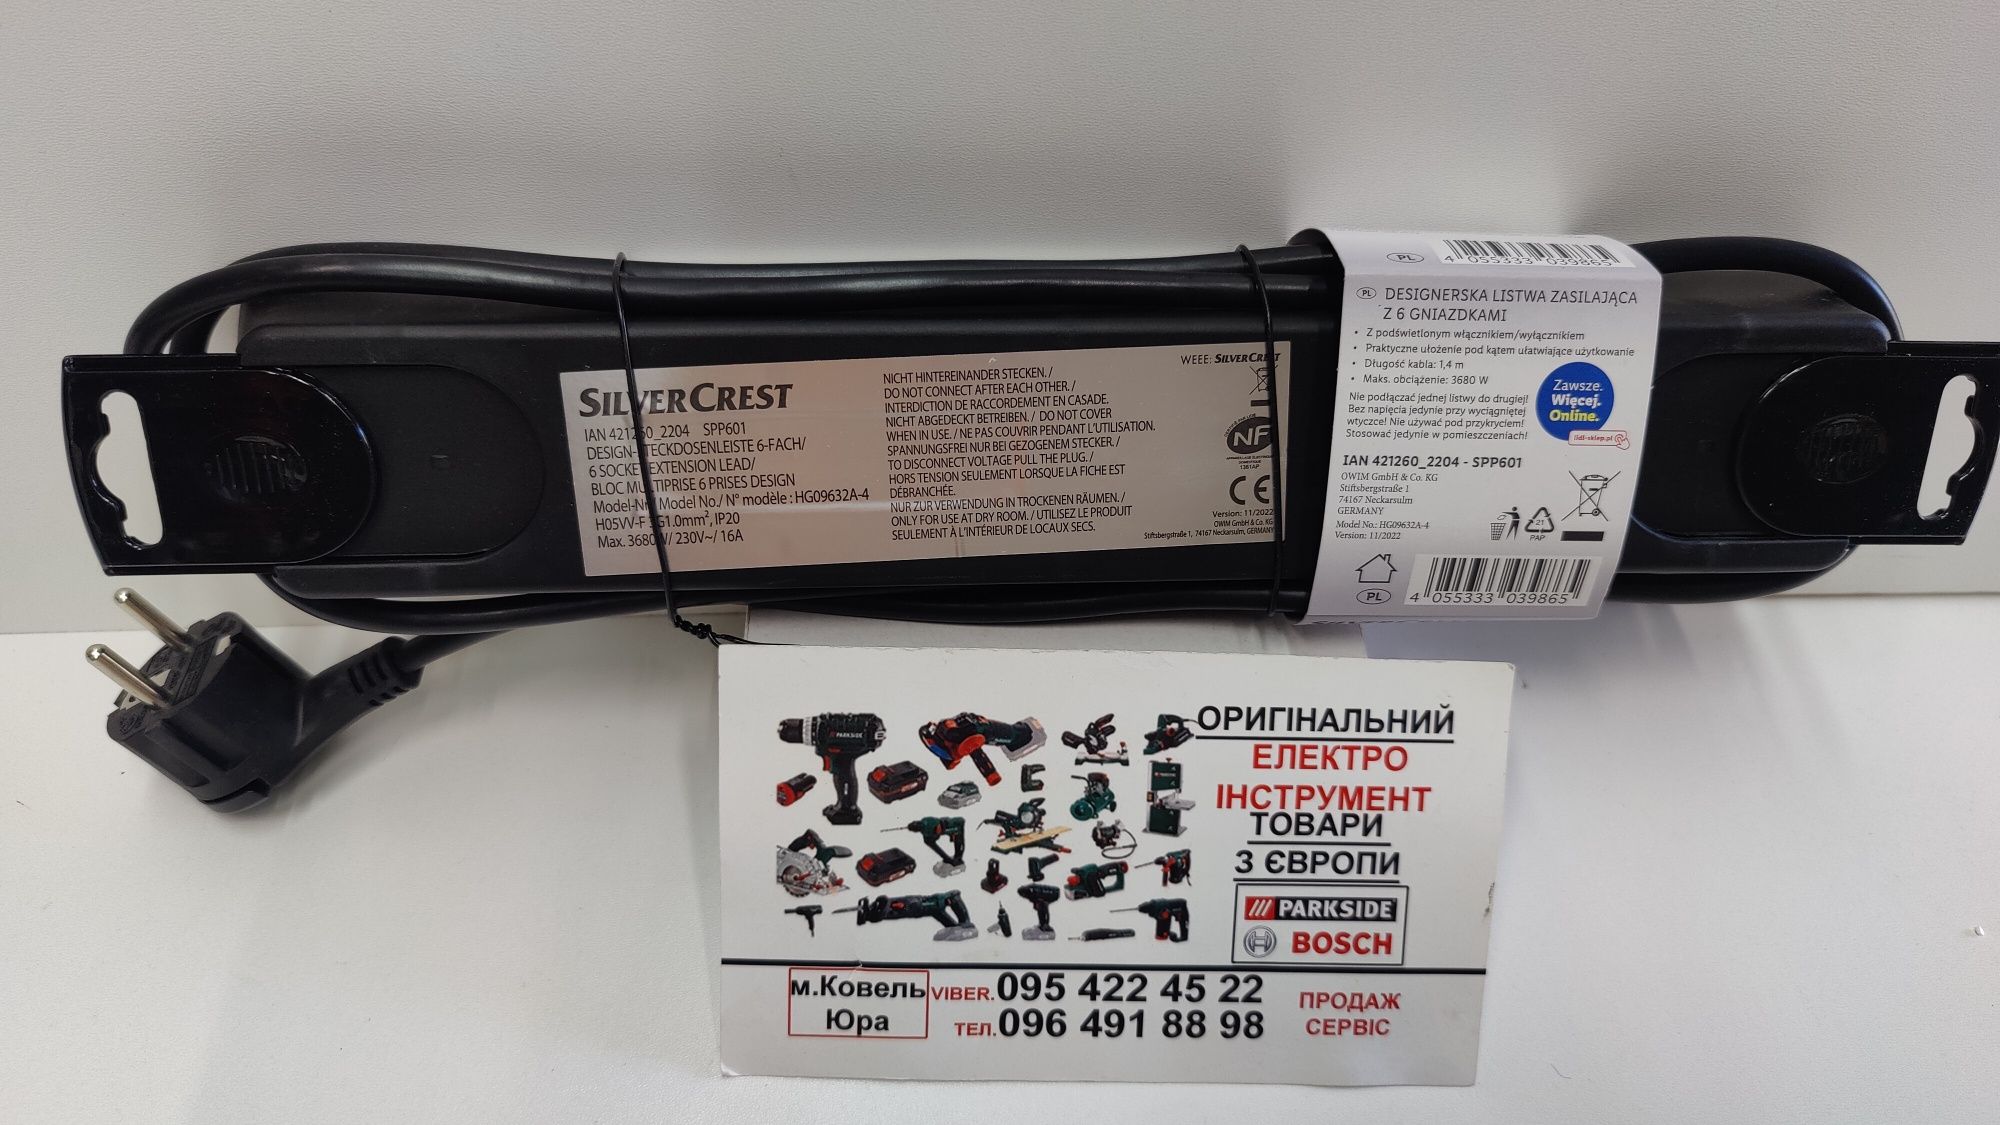 SILVERCREST
IAN 421260_2204 SPP601
DESIGN-STECKDOSENLEISTE 6-FACH/
6 SOCKET EXTENSION LEAD/
BLOC MULTIPRISE 6 PRISES DESIGN
Model-Nr./ Model No./ N° modèle : HG09632A-4
H05VV-F 3G1.0mm², IP20
Max. 3680W/ 230V~/ 16A
NICHT HINTEREINANDER STECKEN. /
DO NOT CONNECT AFTER EACH OTHER. /
INTERDICTION DE RACCORDEMENT EN CASADE.
NICHT ABGEDECKT BETREIBEN. / DO NOT COVER
WHEN IN USE. / NE PAS COUVRIR PENDANT L'UTILISATION.
SPANNUNGSFREI NUR BEI GEZOGENEM STECKER. /
TO DISCONNECT VOLTAGE PULL THE PLUG. /
HORS TENSION SEULEMENT LORSQUE LA FICHE EST
DÉBRANCHÉE.
NUR ZUR VERWENDUNG IN TROCKENEN RÄUMEN. /
ONLY FOR USE AT DRY ROOM. / UTILISEZ LE PRODUIT
SEULEMENT À L'INTÉRIEUR DE LOCAUX SECS.
WEEE: SILVERCREST
NF
1381AP
CE
Version: 11/2022
OWIM GmbH & Co. KG
Stiftsbergstraße 1, 74167 Neckarsulm, GERMANY
PL
4 055333 039865
PL DESIGNERSKA LISTWA ZASILAJĄCA
Z 6 GNIAZDKAMI
• Z podświetlonym włącznikiem/wyłącznikiem
• Praktyczne ułożenie pod kątem ułatwiające użytkowanie
• Długość kabla: 1,4 m
• Maks. obciążenie: 3680 W
Nie podłączać jednej listwy do drugiej!
Bez napięcia jedynie przy wyciągniętej
wtyczce! Nie używać pod przykryciem!
Stosować jedynie w pomieszczeniach!
Zawsze.
Więcej.
Online.
lidl-sklep.pl
IAN 421260_2204 - SPP601
OWIM GmbH & Co. KG
Stiftsbergstraße 1
74167 Neckarsulm
GERMANY
Model No.: HG09632A-4
Version: 11/2022
21
PAP
PL
4 055333 039865
PARKSIDE
ОРИГІНАЛЬНИЙ
ЕЛЕКТРО
ІНСТРУМЕНТ
ТОВАРИ
З ЄВРОПИ
PARKSIDE
BOSCH
м.Ковель
Юра
VIBER. 095 422 45 22
ТЕЛ. 096 491 88 98
ПРОДАЖ
СЕРВІС